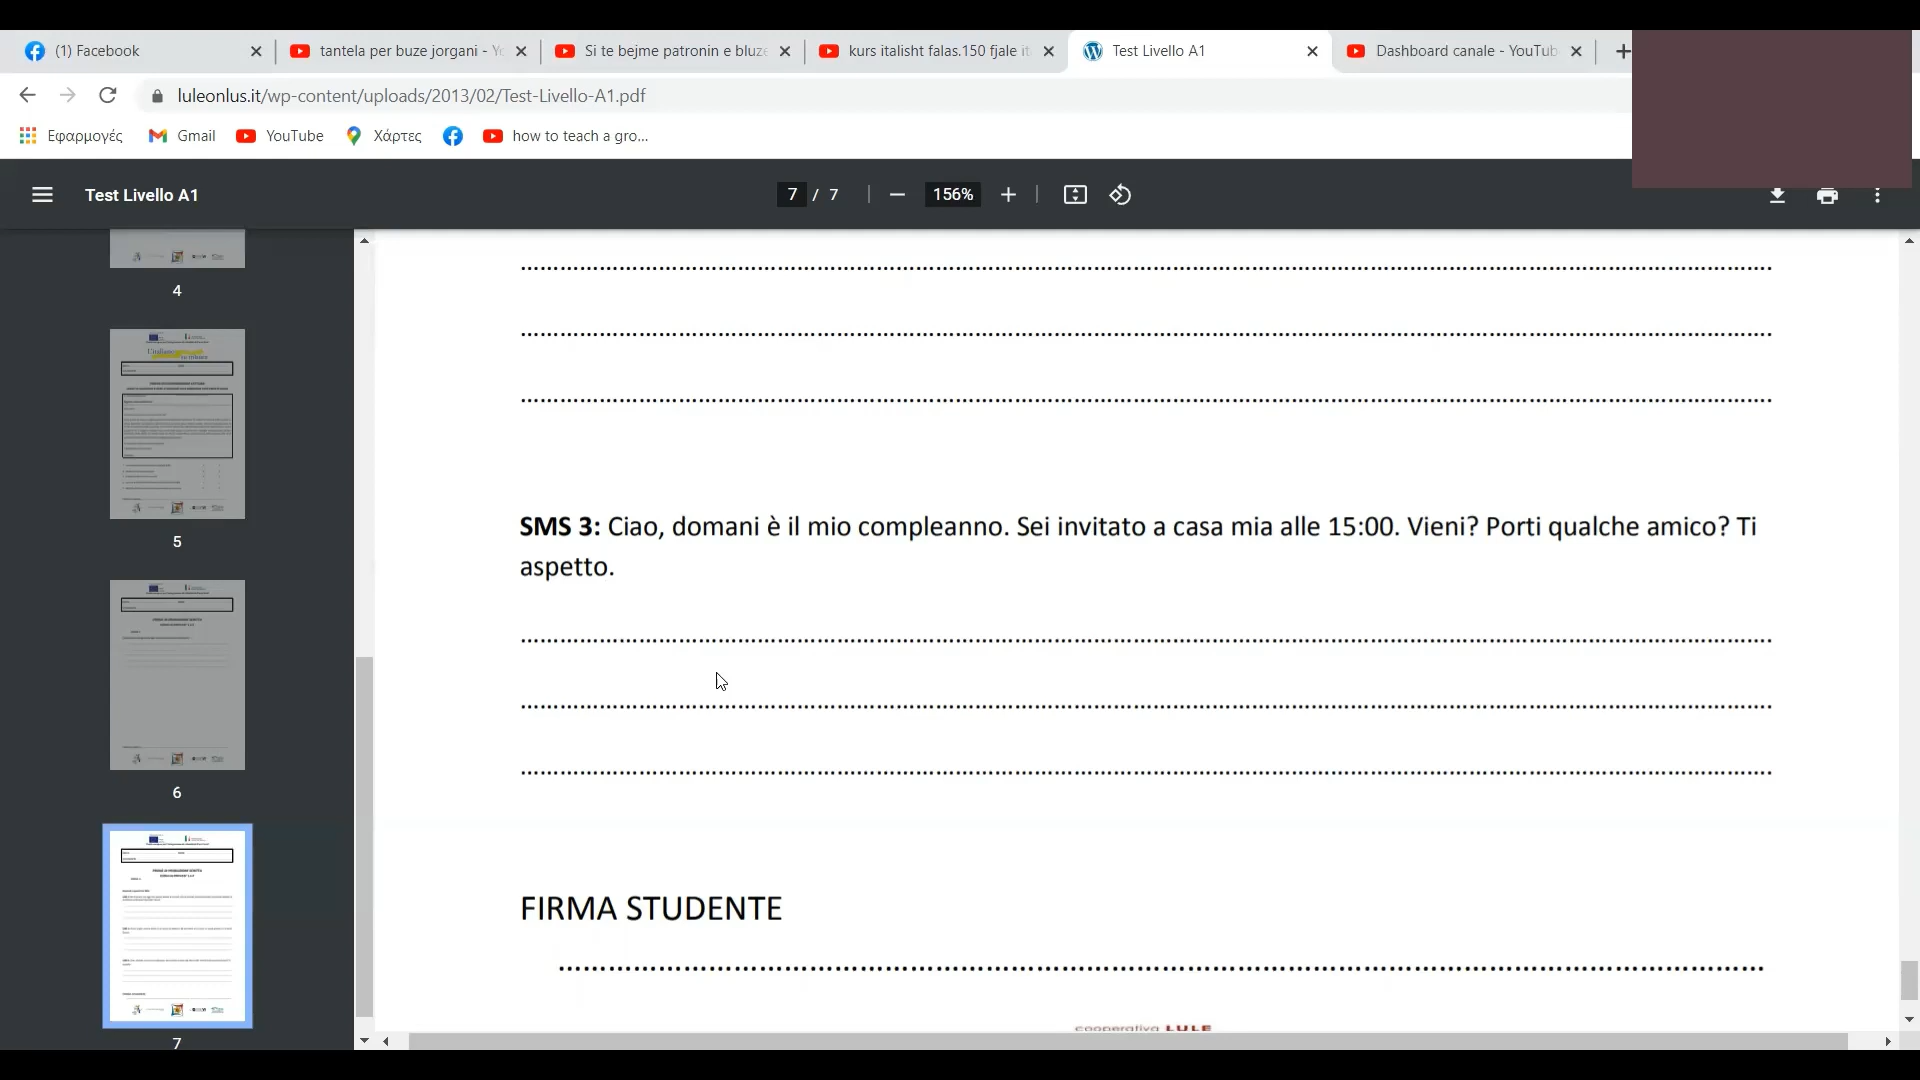 (1) Facebook
tantela per buze jorgani - Yo
Si te bejme patronin e bluze
kurs italisht falas.150 fjale it
Test Livello A1
Dashboard canale - YouTub
luleonlus.it/wp-content/uploads/2013/02/Test-Livello-A1.pdf
Εφαρμογές
Gmail
YouTube
Χάρτες
how to teach a gro...
Test Livello A1
7 / 7
156%
4
5
6
7
SMS 3: Ciao, domani è il mio compleanno. Sei invitato a casa mia alle 15:00. Vieni? Porti qualche amico? Ti
aspetto.
FIRMA STUDENTE
cooperativa LULE